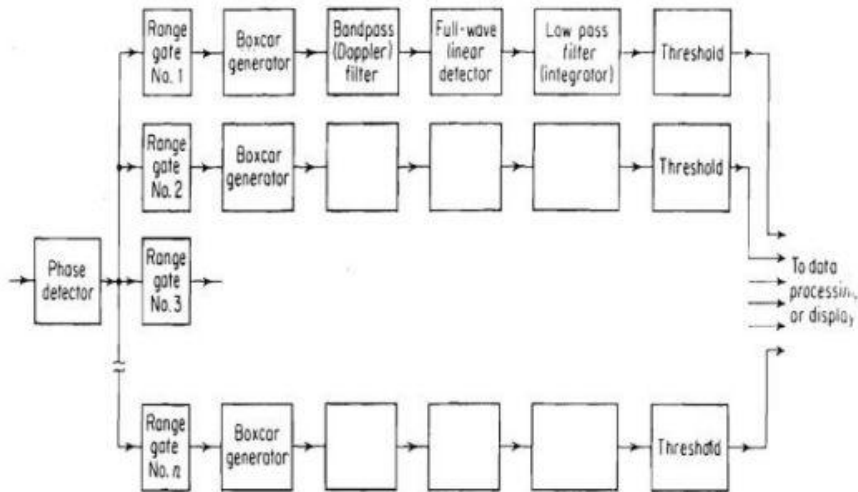 Range
gate
No. 1
Boxcar
generator
Bandpass
(Doppler)
filter
Full-wave
linear
detector
Low pass
filter
(integrator)
Threshold
Range
gate
No. 2
Boxcar
generator
Threshold
Phase
detector
Range
gate
No. 3
To data
processin
or display
Range
gate
No. n
Boxcar
generator
Threshold